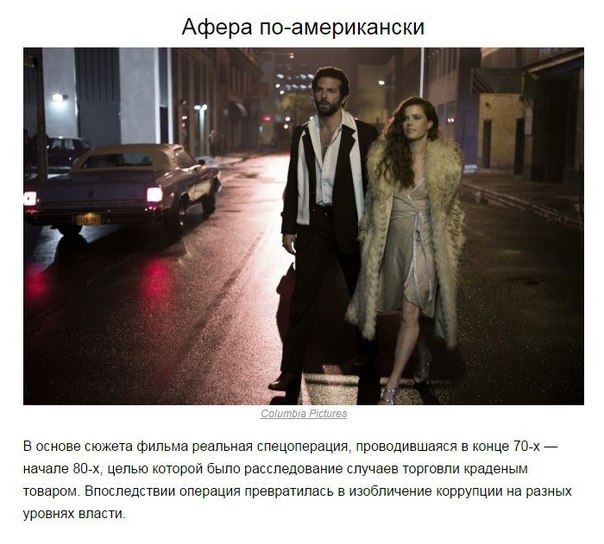 Афера по-американски
Columbia Pictures
В основе сюжета фильма реальная спецоперация, проводившаяся в конце 70-х —
начале 80-х, целью которой было расследование случаев торговли краденым
товаром. Впоследствии операция превратилась в изобличение коррупции на разных
уровнях власти.